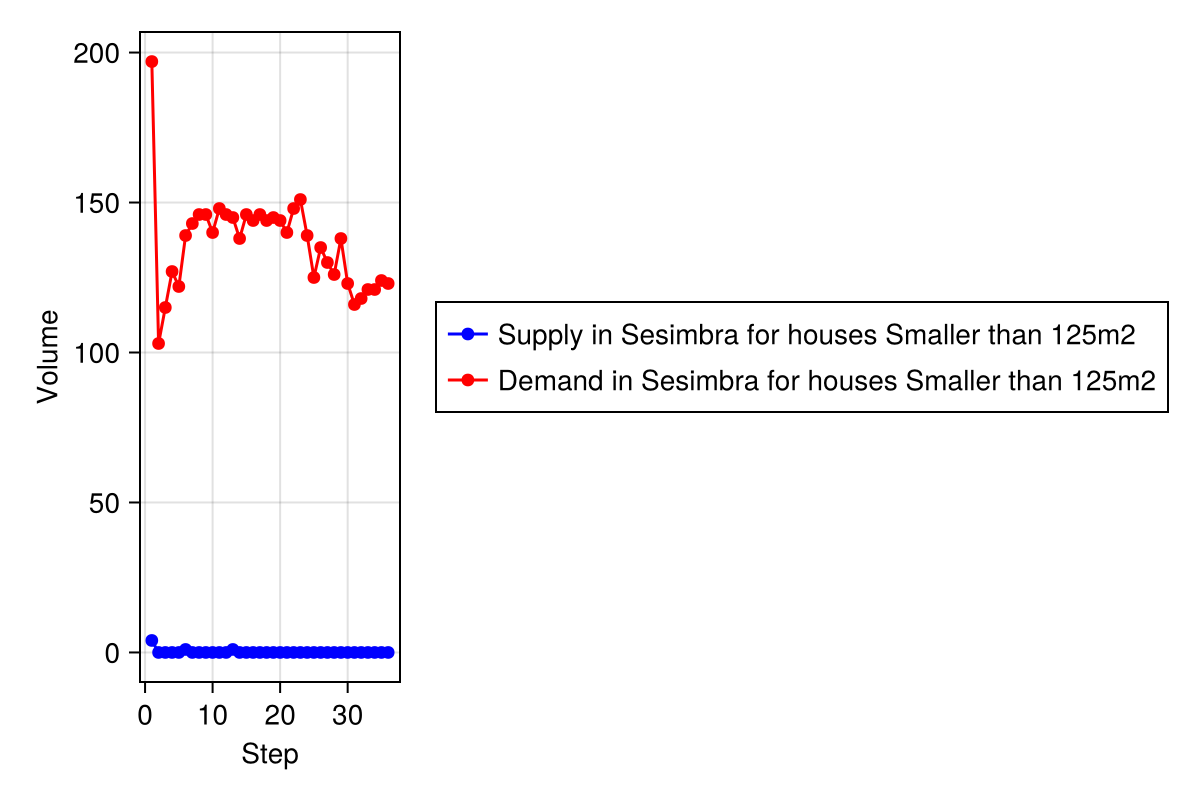 200
150
100
50
0
Volume
0 10 20 30
Step
Supply in Sesimbra for houses Smaller than 125m2
Demand in Sesimbra for houses Smaller than 125m2